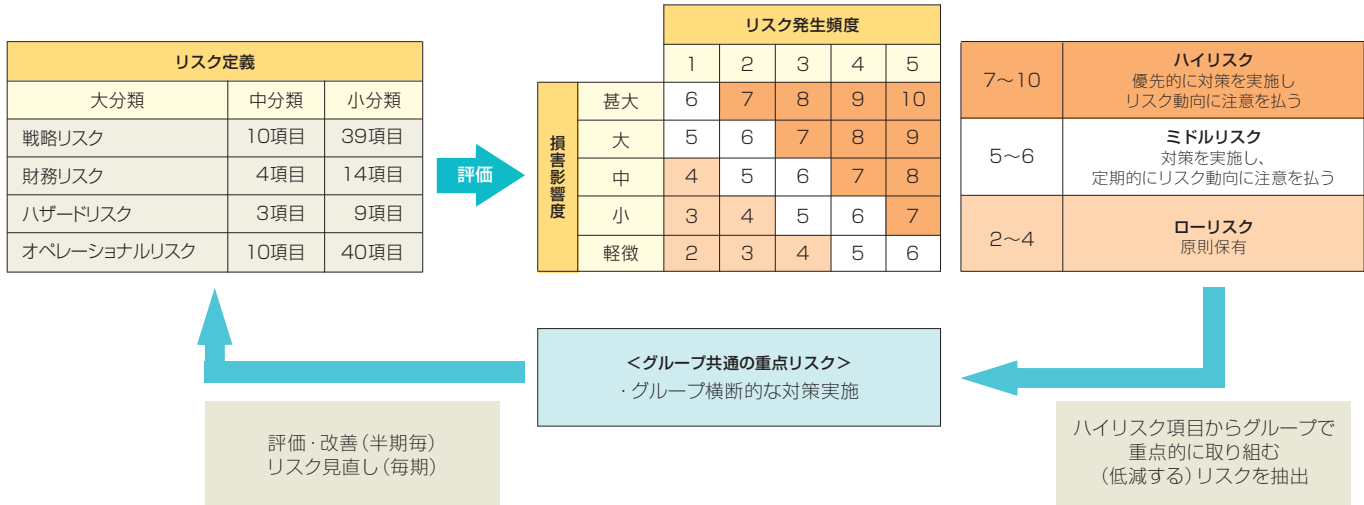 リスク定義
大分類 中分類 小分類
戦略リスク 10項目 39項目
財務リスク 4項目 14項目
ハザードリスク 3項目 9項目
オペレーショナルリスク 10項目 40項目
評価
リスク発生頻度
1 2 3 4 5
損害影響度
甚大 6 7 8 9 10
大 5 6 7 8 9
中 4 5 6 7 8
小 3 4 5 6 7
軽徴 2 3 4 5 6
7〜10
ハイリスク
優先的に対策を実施し
リスク動向に注意を払う
5〜6
ミドルリスク
対策を実施し、
定期的にリスク動向に注意を払う
2〜4
ローリスク
原則保有
ハイリスク項目からグループで
重点的に取り組む
(低減する)リスクを抽出
<グループ共通の重点リスク>
・グループ横断的な対策実施
評価・改善(半期毎)
リスク見直し(毎期)